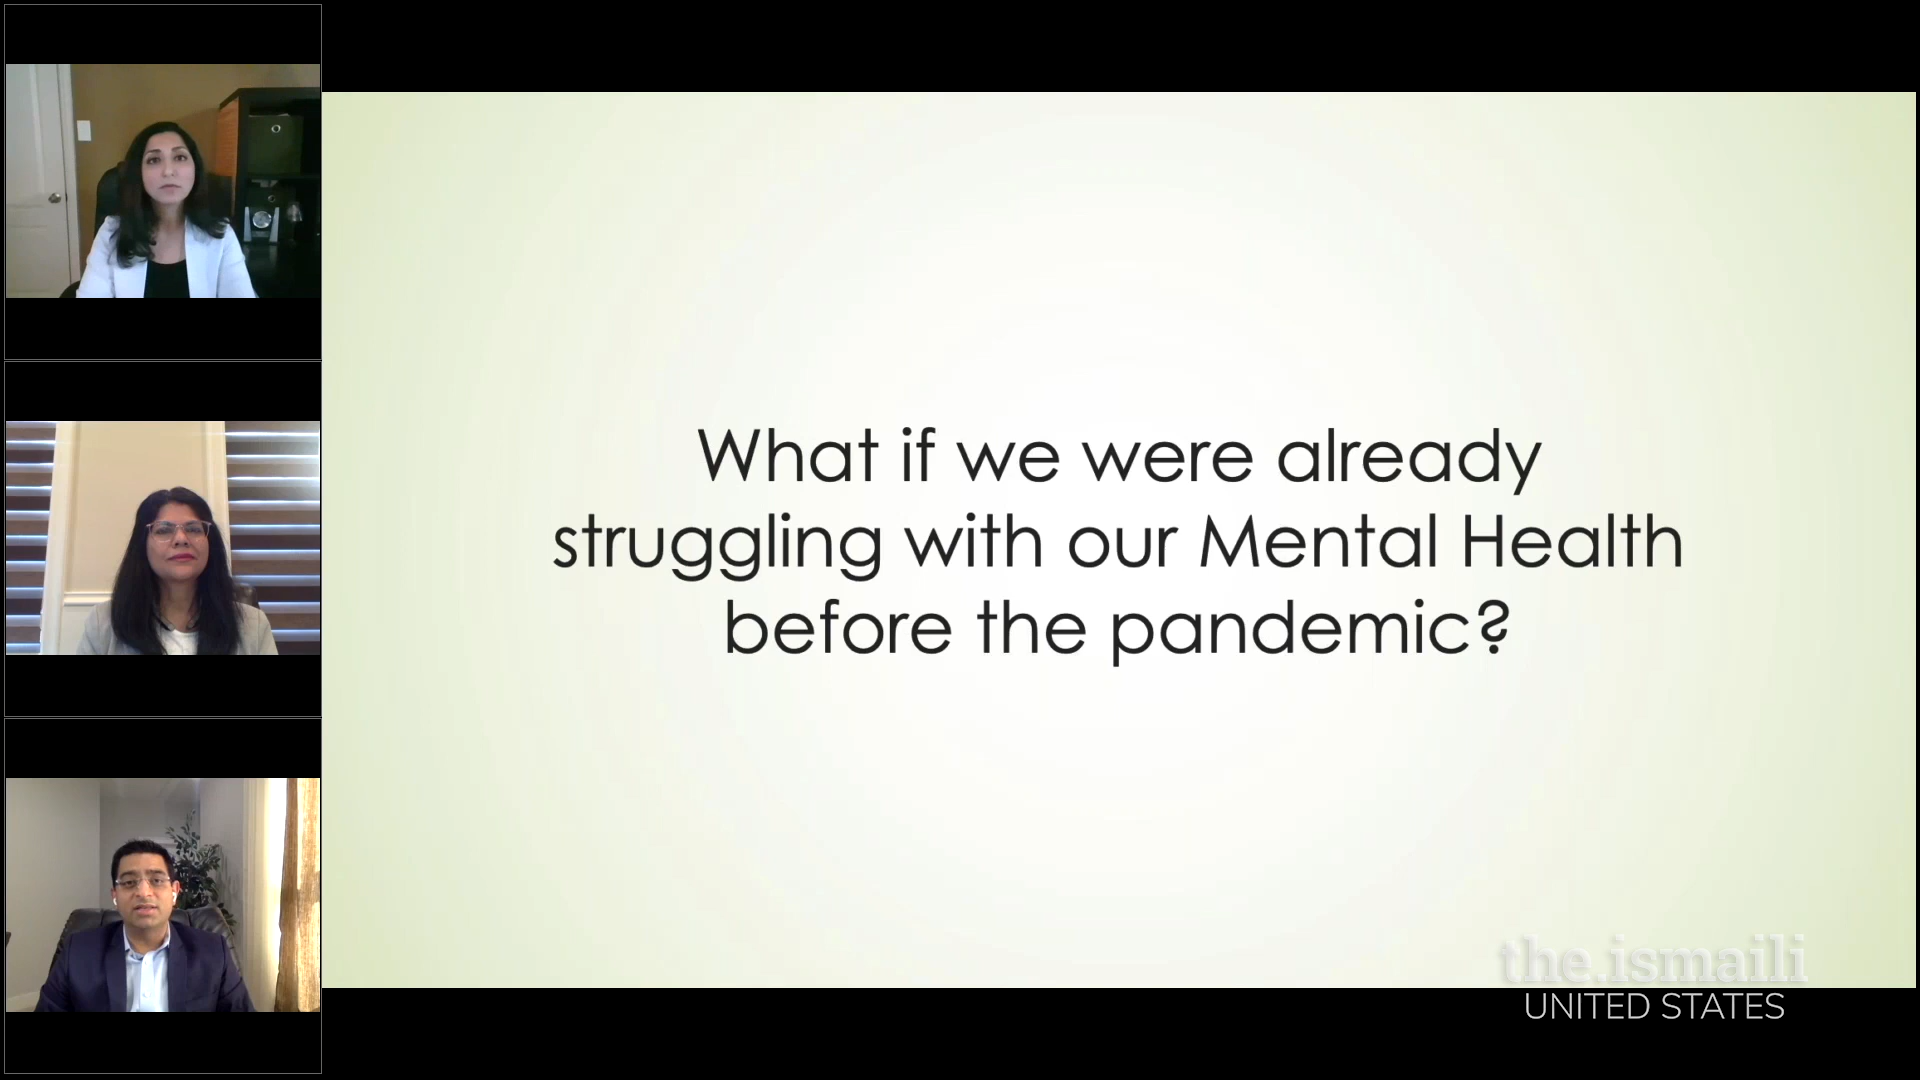 What if we were already
struggling with our Mental Health
before the pandemic?
the.ismaili
UNITED STATES